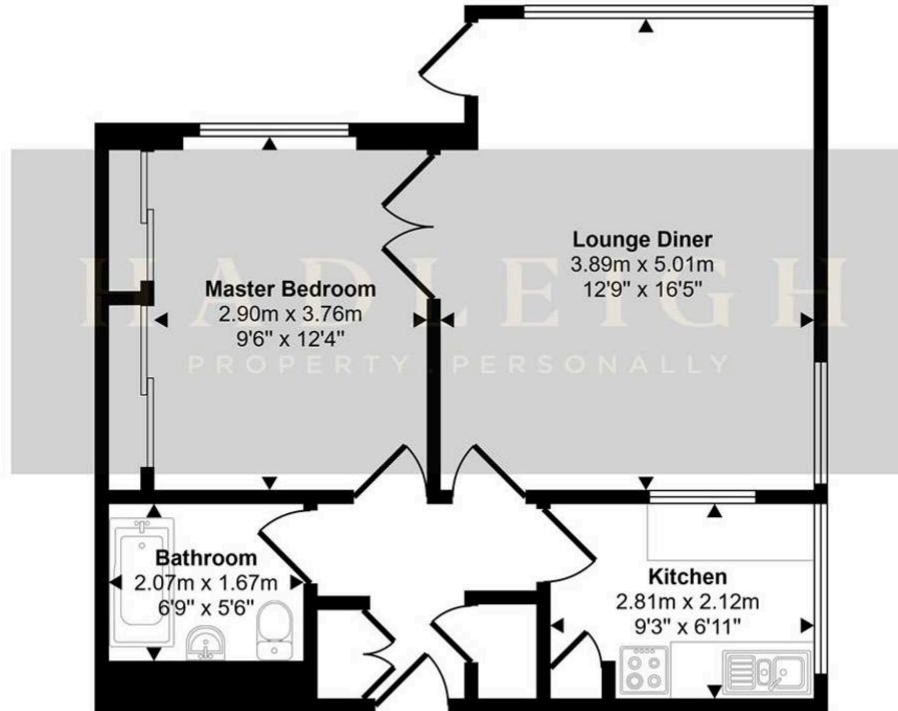 Lounge Diner
3.89m x 5.01m
12'9" x 16'5"
Master Bedroom
2.90m x 3.76m
9'6" x 12'4"
HADLEIGH
PROPERTY. PERSONALLY
Bathroom
2.07m x 1.67m
6'9" x 5'6"
Kitchen
2.81m x 2.12m
9'3" x 6'11"